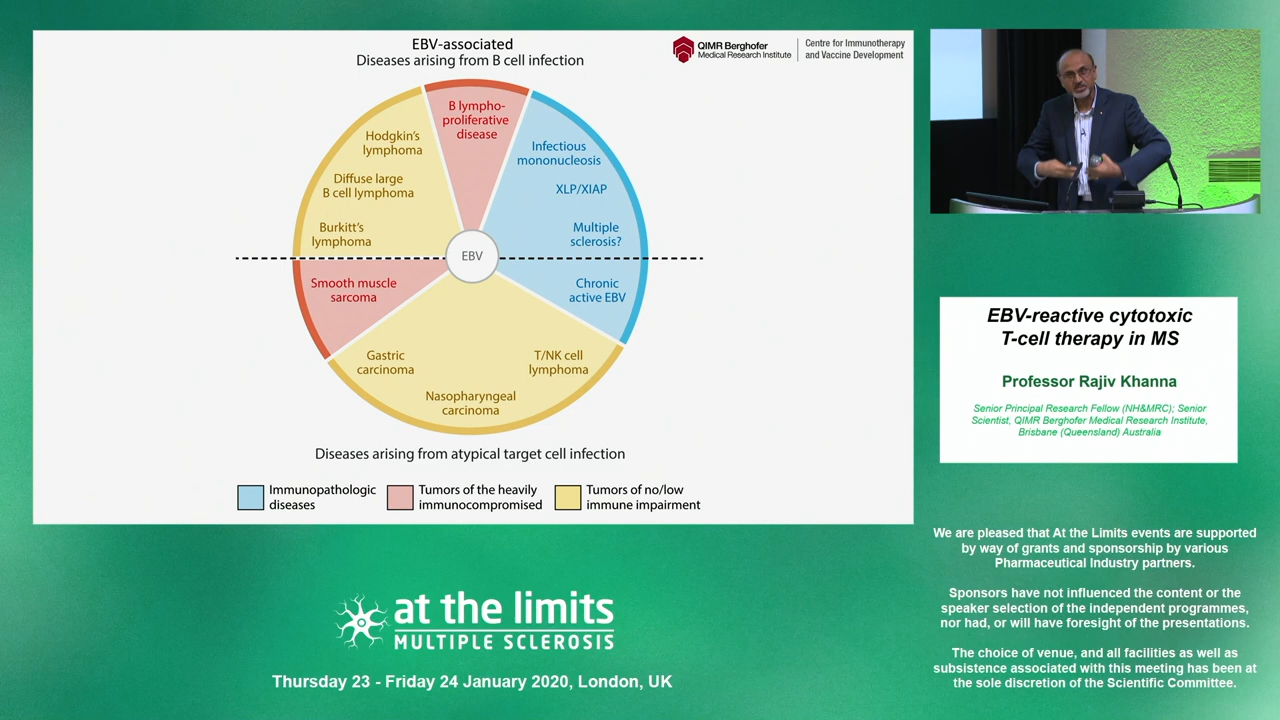 EBV-associated
Diseases arising from B cell infection
QIMR Berghofer
Medical Research Institute
Centre for Immunotherapy
and Vaccine Development
B lympho-
proliferative
disease
Hodgkin's
lymphoma
Diffuse large
B cell lymphoma
Burkitt's
lymphoma
Infectious
mononucleosis
XLP/XIAP
Multiple
sclerosis?
EBV
Smooth muscle
sarcoma
Chronic
active EBV
Gastric
carcinoma
T/NK cell
lymphoma
Nasopharyngeal
carcinoma
Diseases arising from atypical target cell infection
Immunopathologic
diseases
Tumors of the heavily
immunocompromised
Tumors of no/low
immune impairment
EBV-reactive cytotoxic
T-cell therapy in MS
Professor Rajiv Khanna
Senior Principal Research Fellow (NH&MRC); Senior
Scientist, QIMR Berghofer Medical Research Institute,
Brisbane (Queensland) Australia
We are pleased that At the Limits events are supported
by way of grants and sponsorship by various
Pharmaceutical Industry partners.
Sponsors have not influenced the content or the
speaker selection of the independent programmes,
nor had, or will have foresight of the presentations.
The choice of venue, and all facilities as well as
subsistence associated with this meeting has been at
the sole discretion of the Scientific Committee.
at the limits
MULTIPLE SCLEROSIS
Thursday 23 - Friday 24 January 2020, London, UK